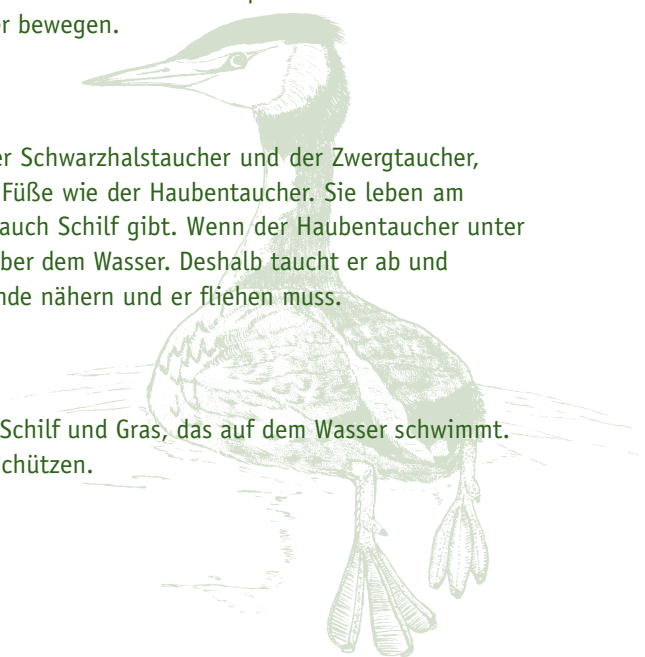 er bewegen.
er Schwarzhalstaucher und der Zwergtaucher,
Füße wie der Haubentaucher. Sie leben am
auch Schilf gibt. Wenn der Haubentaucher unter
ber dem Wasser. Deshalb taucht er ab und
nde nähern und er fliehen muss.
Schilf und Gras, das auf dem Wasser schwimmt.
chützen.